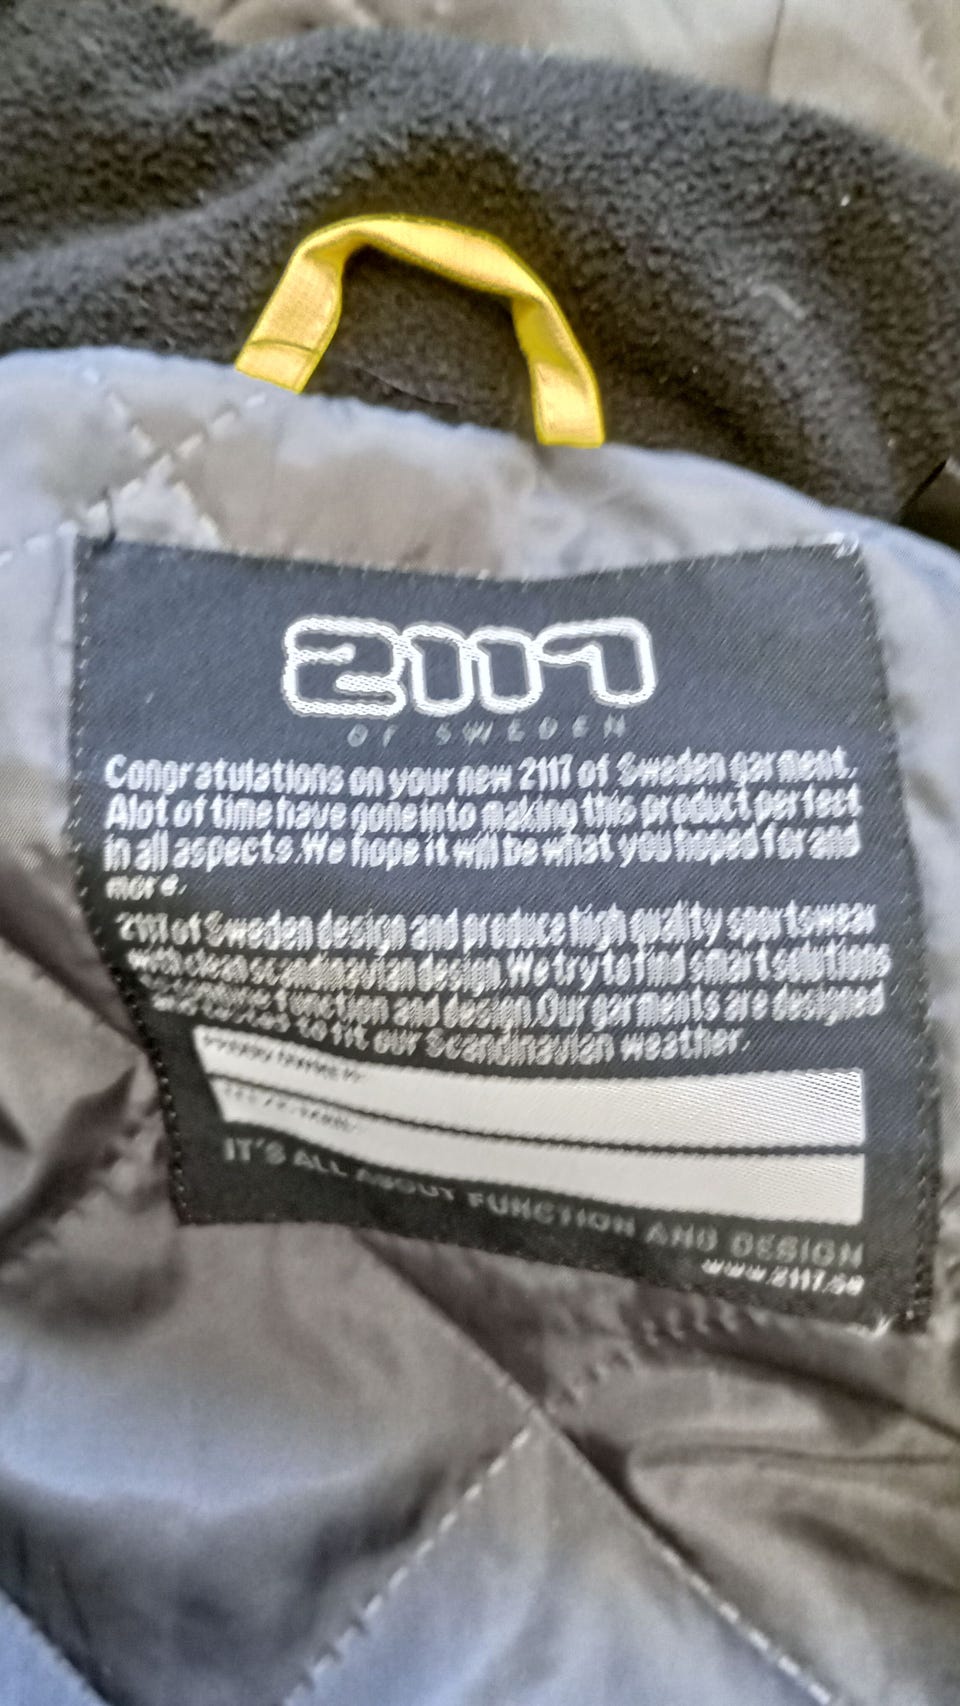 2117
OF SWEDEN
Congratulations on your new 2117 of Sweden garment.
Alot of time have gone into making this product perfect
in all aspects. We hope it will be what you hoped for and
more.
2117 of Sweden design and produce high quality sportswear
with clean scandinavian design. We try to find smart solutions
function and design. Our garments are designed
to fit our Scandinavian weather.
PROUD OWNER:
IT'S ALL ABOUT FUNCTION AND DESIGN
www.2117.se